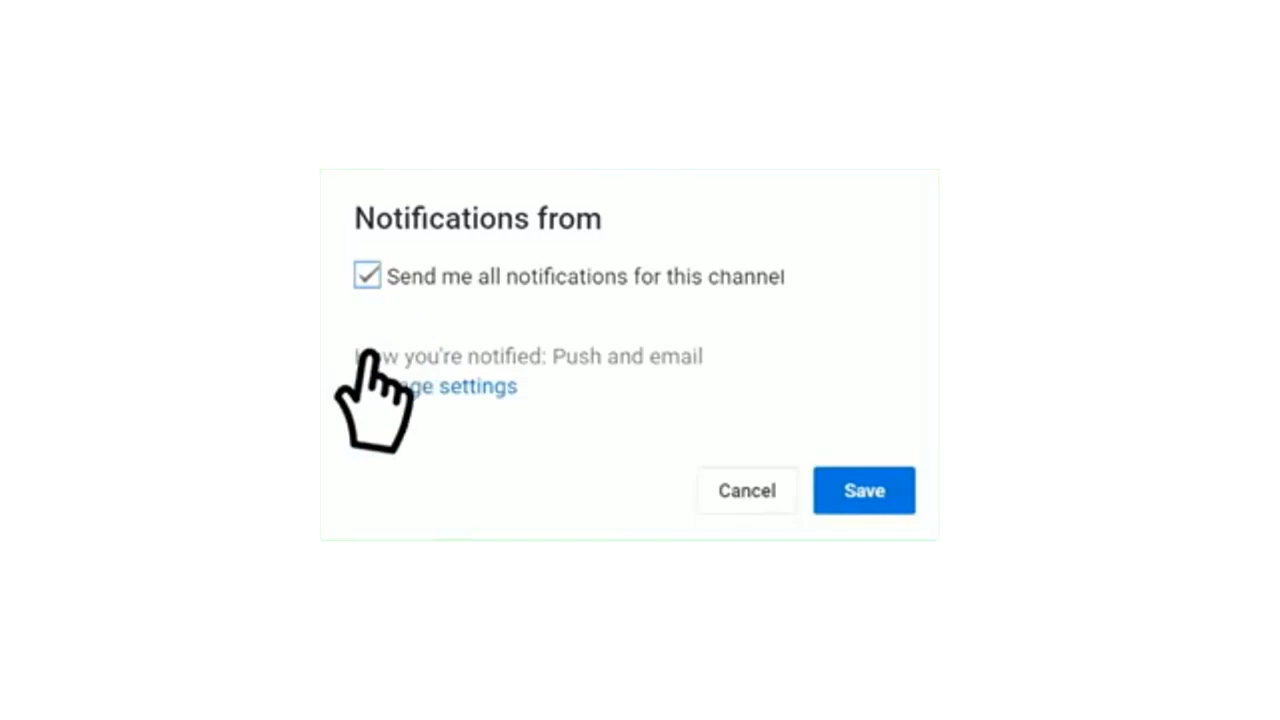 Notifications from
Send me all notifications for this channel
you're notified: Push and email
settings
Cancel
Save